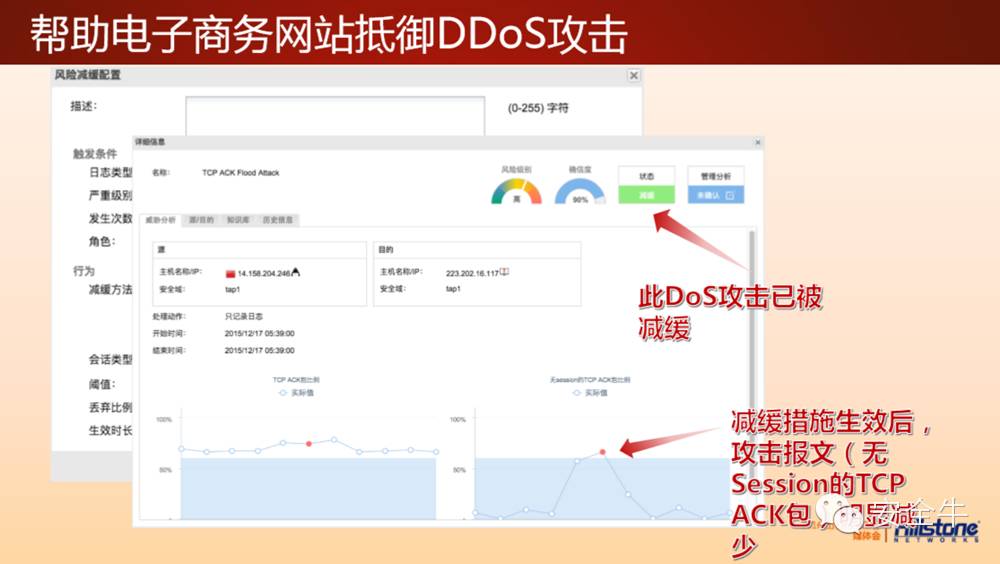 帮助电子商务网站抵御DDoS攻击
风险减缓配置
描述：
(0-255) 字符
触发条件
日志类型
严重级别
发生次数
角色：
行为
减缓方法
会话类型
阈值：
丢弃比例
生效时长
详细信息
名称： TCP ACK Flood Attack
风险级别
高
确信度
90%
状态
减缓
管理分析
未确认
威胁分析 源/目的 知识库 历史信息
源
主机名称/IP： 14.158.204.246
安全域： tap1
目的
主机名称/IP： 223.202.16.117
安全域： tap1
处理动作： 只记录日志
开始时间： 2015/12/17 05:39:00
结束时间： 2015/12/17 05:39:00
TCP ACK包比例
实际值
100%
50%
无session的TCP ACK包比例
实际值
100%
50%
此DoS攻击已被
减缓
减缓措施生效后，
攻击报文（无
Session的TCP
ACK包，明显减
少
安全牛
媒体会
Hillstone
NETWORKS